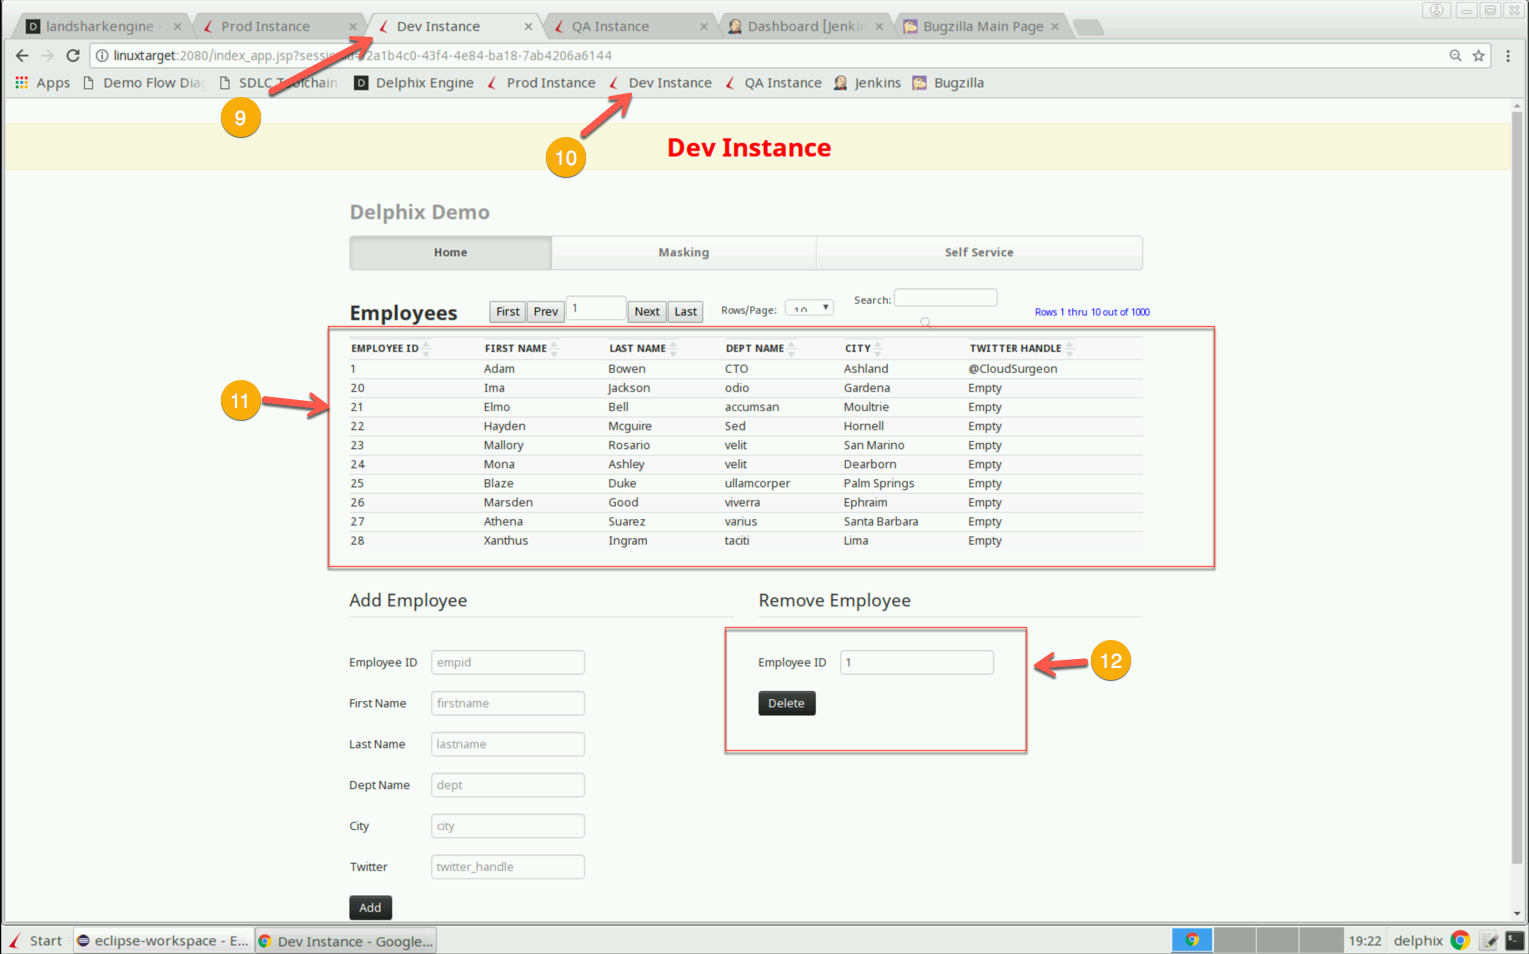 landsharkengine -
Prod Instance
Dev Instance
QA Instance
Dashboard [Jenkin
Bugzilla Main Page
linuxtarget:2080/index_app.jsp?sess 2a1b4c0-43f4-4e84-ba18-7ab4206a6144
Apps Demo Flow Dia SDLC Toolchain Delphix Engine Prod Instance Dev Instance QA Instance Jenkins Bugzilla
9
10
Dev Instance
Delphix Demo
Home Masking Self Service
Employees First Prev 1 Next Last Rows/Page: 10 Search: Rows 1 thru 10 out of 1000
EMPLOYEE ID FIRST NAME LAST NAME DEPT NAME CITY TWITTER HANDLE
1 Adam Bowen CTO Ashland @CloudSurgeon
20 Ima Jackson odio Gardena Empty
11
21 Elmo Bell accumsan Moultrie Empty
22 Hayden Mcguire Sed Hornell Empty
23 Mallory Rosario velit San Marino Empty
24 Mona Ashley velit Dearborn Empty
25 Blaze Duke ullamcorper Palm Springs Empty
26 Marsden Good viverra Ephraim Empty
27 Athena Suarez varius Santa Barbara Empty
28 Xanthus Ingram taciti Lima Empty
Add Employee
Employee ID empid
First Name firstname
Last Name lastname
Dept Name dept
City city
Twitter twitter_handle
Add
Remove Employee
Employee ID 1
Delete
12
Start eclipse-workspace - E... Dev Instance - Google... 19:22 delphix